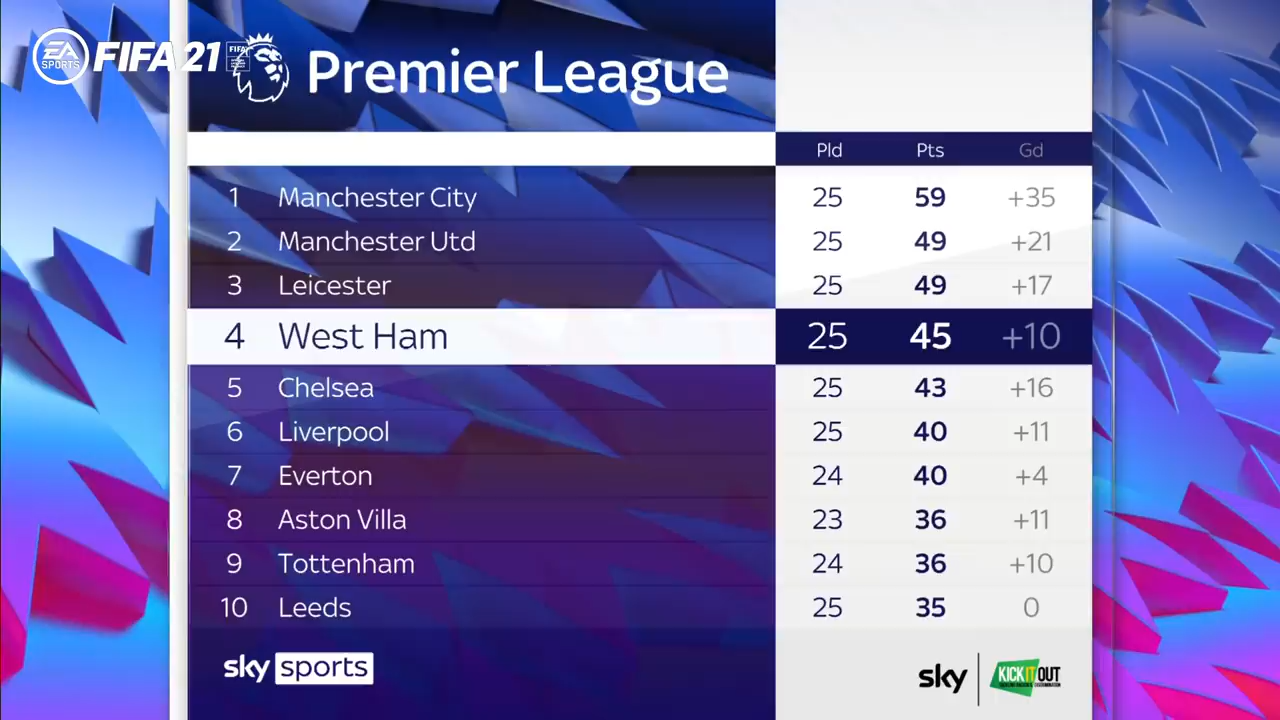 EA SPORTS FIFA 21 FIFA Premier League
Pld Pts Gd
1 Manchester City 25 59 +35
2 Manchester Utd 25 49 +21
3 Leicester 25 49 +17
4 West Ham 25 45 +10
5 Chelsea 25 43 +16
6 Liverpool 25 40 +11
7 Everton 24 40 +4
8 Aston Villa 23 36 +11
9 Tottenham 24 36 +10
10 Leeds 25 35 0
sky sports sky KICK IT OUT